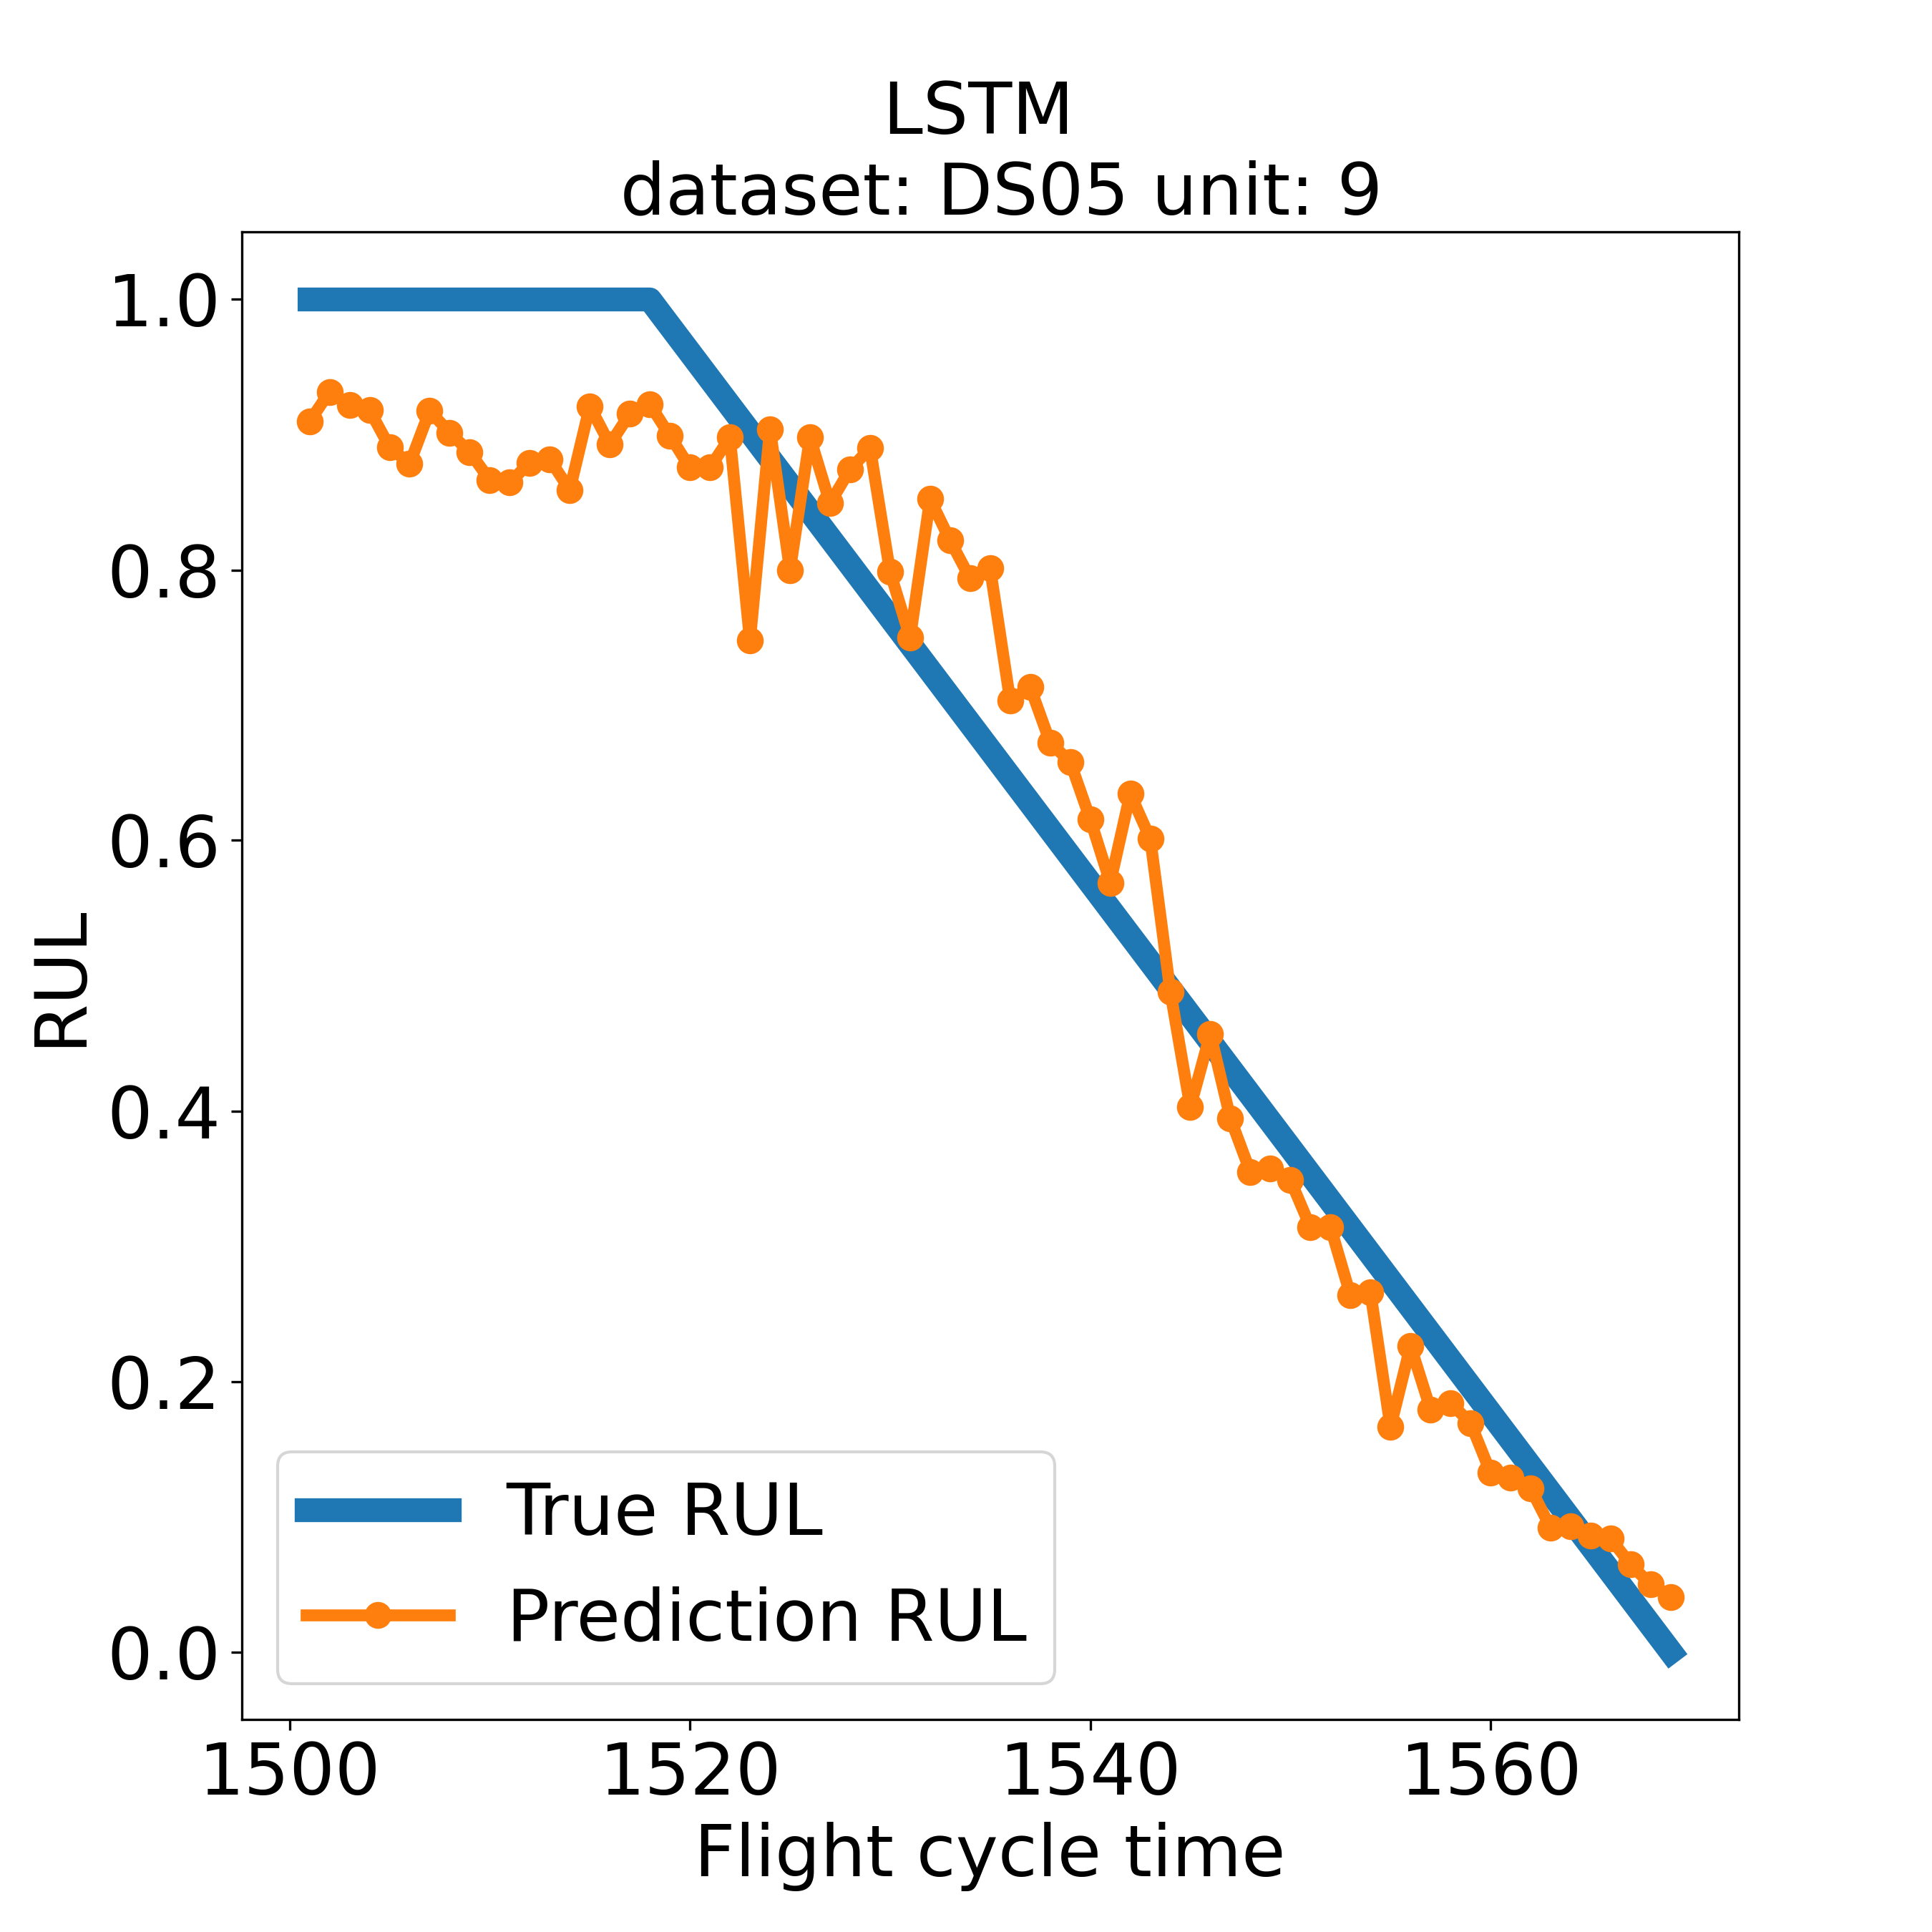 LSTM
dataset: DS05 unit: 9
RUL
1.0
0.8
0.6
0.4
0.2
0.0
True RUL
Prediction RUL
1500 1520 1540 1560
Flight cycle time